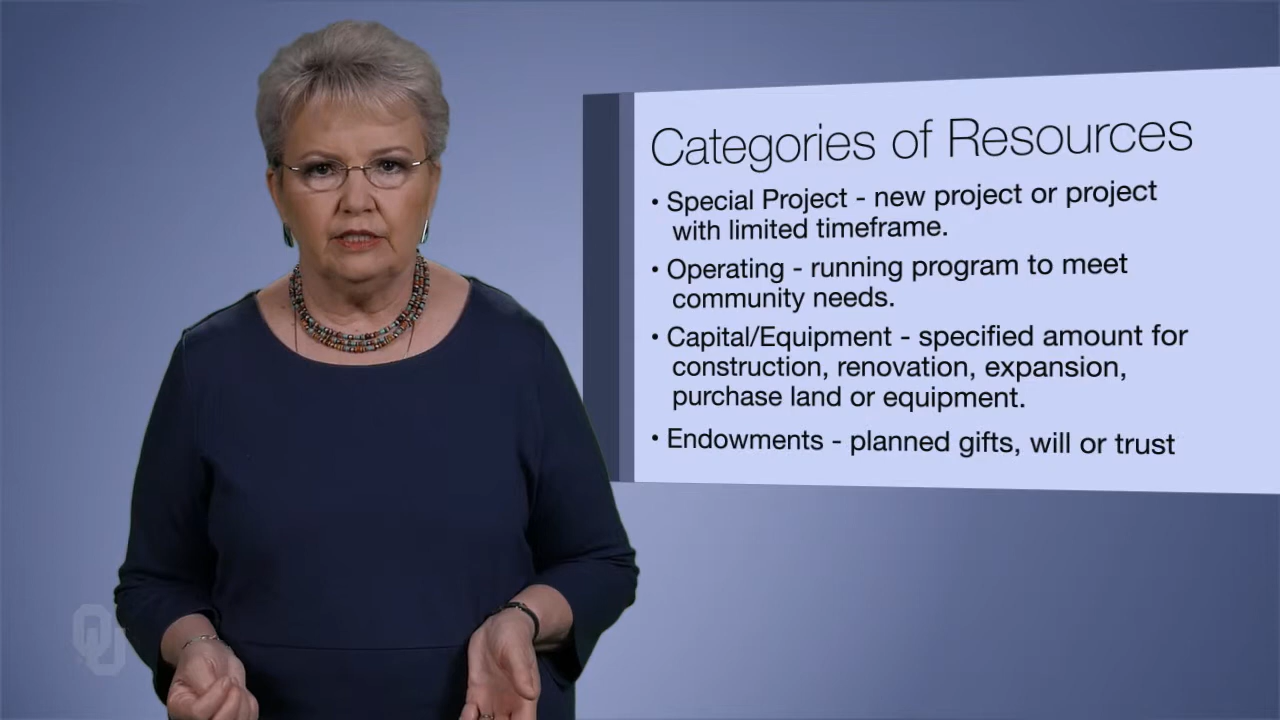 Categories of Resources
• Special Project - new project or project
with limited timeframe.
• Operating - running program to meet
community needs.
• Capital/Equipment - specified amount for
construction, renovation, expansion,
purchase land or equipment.
• Endowments - planned gifts, will or trust
OU